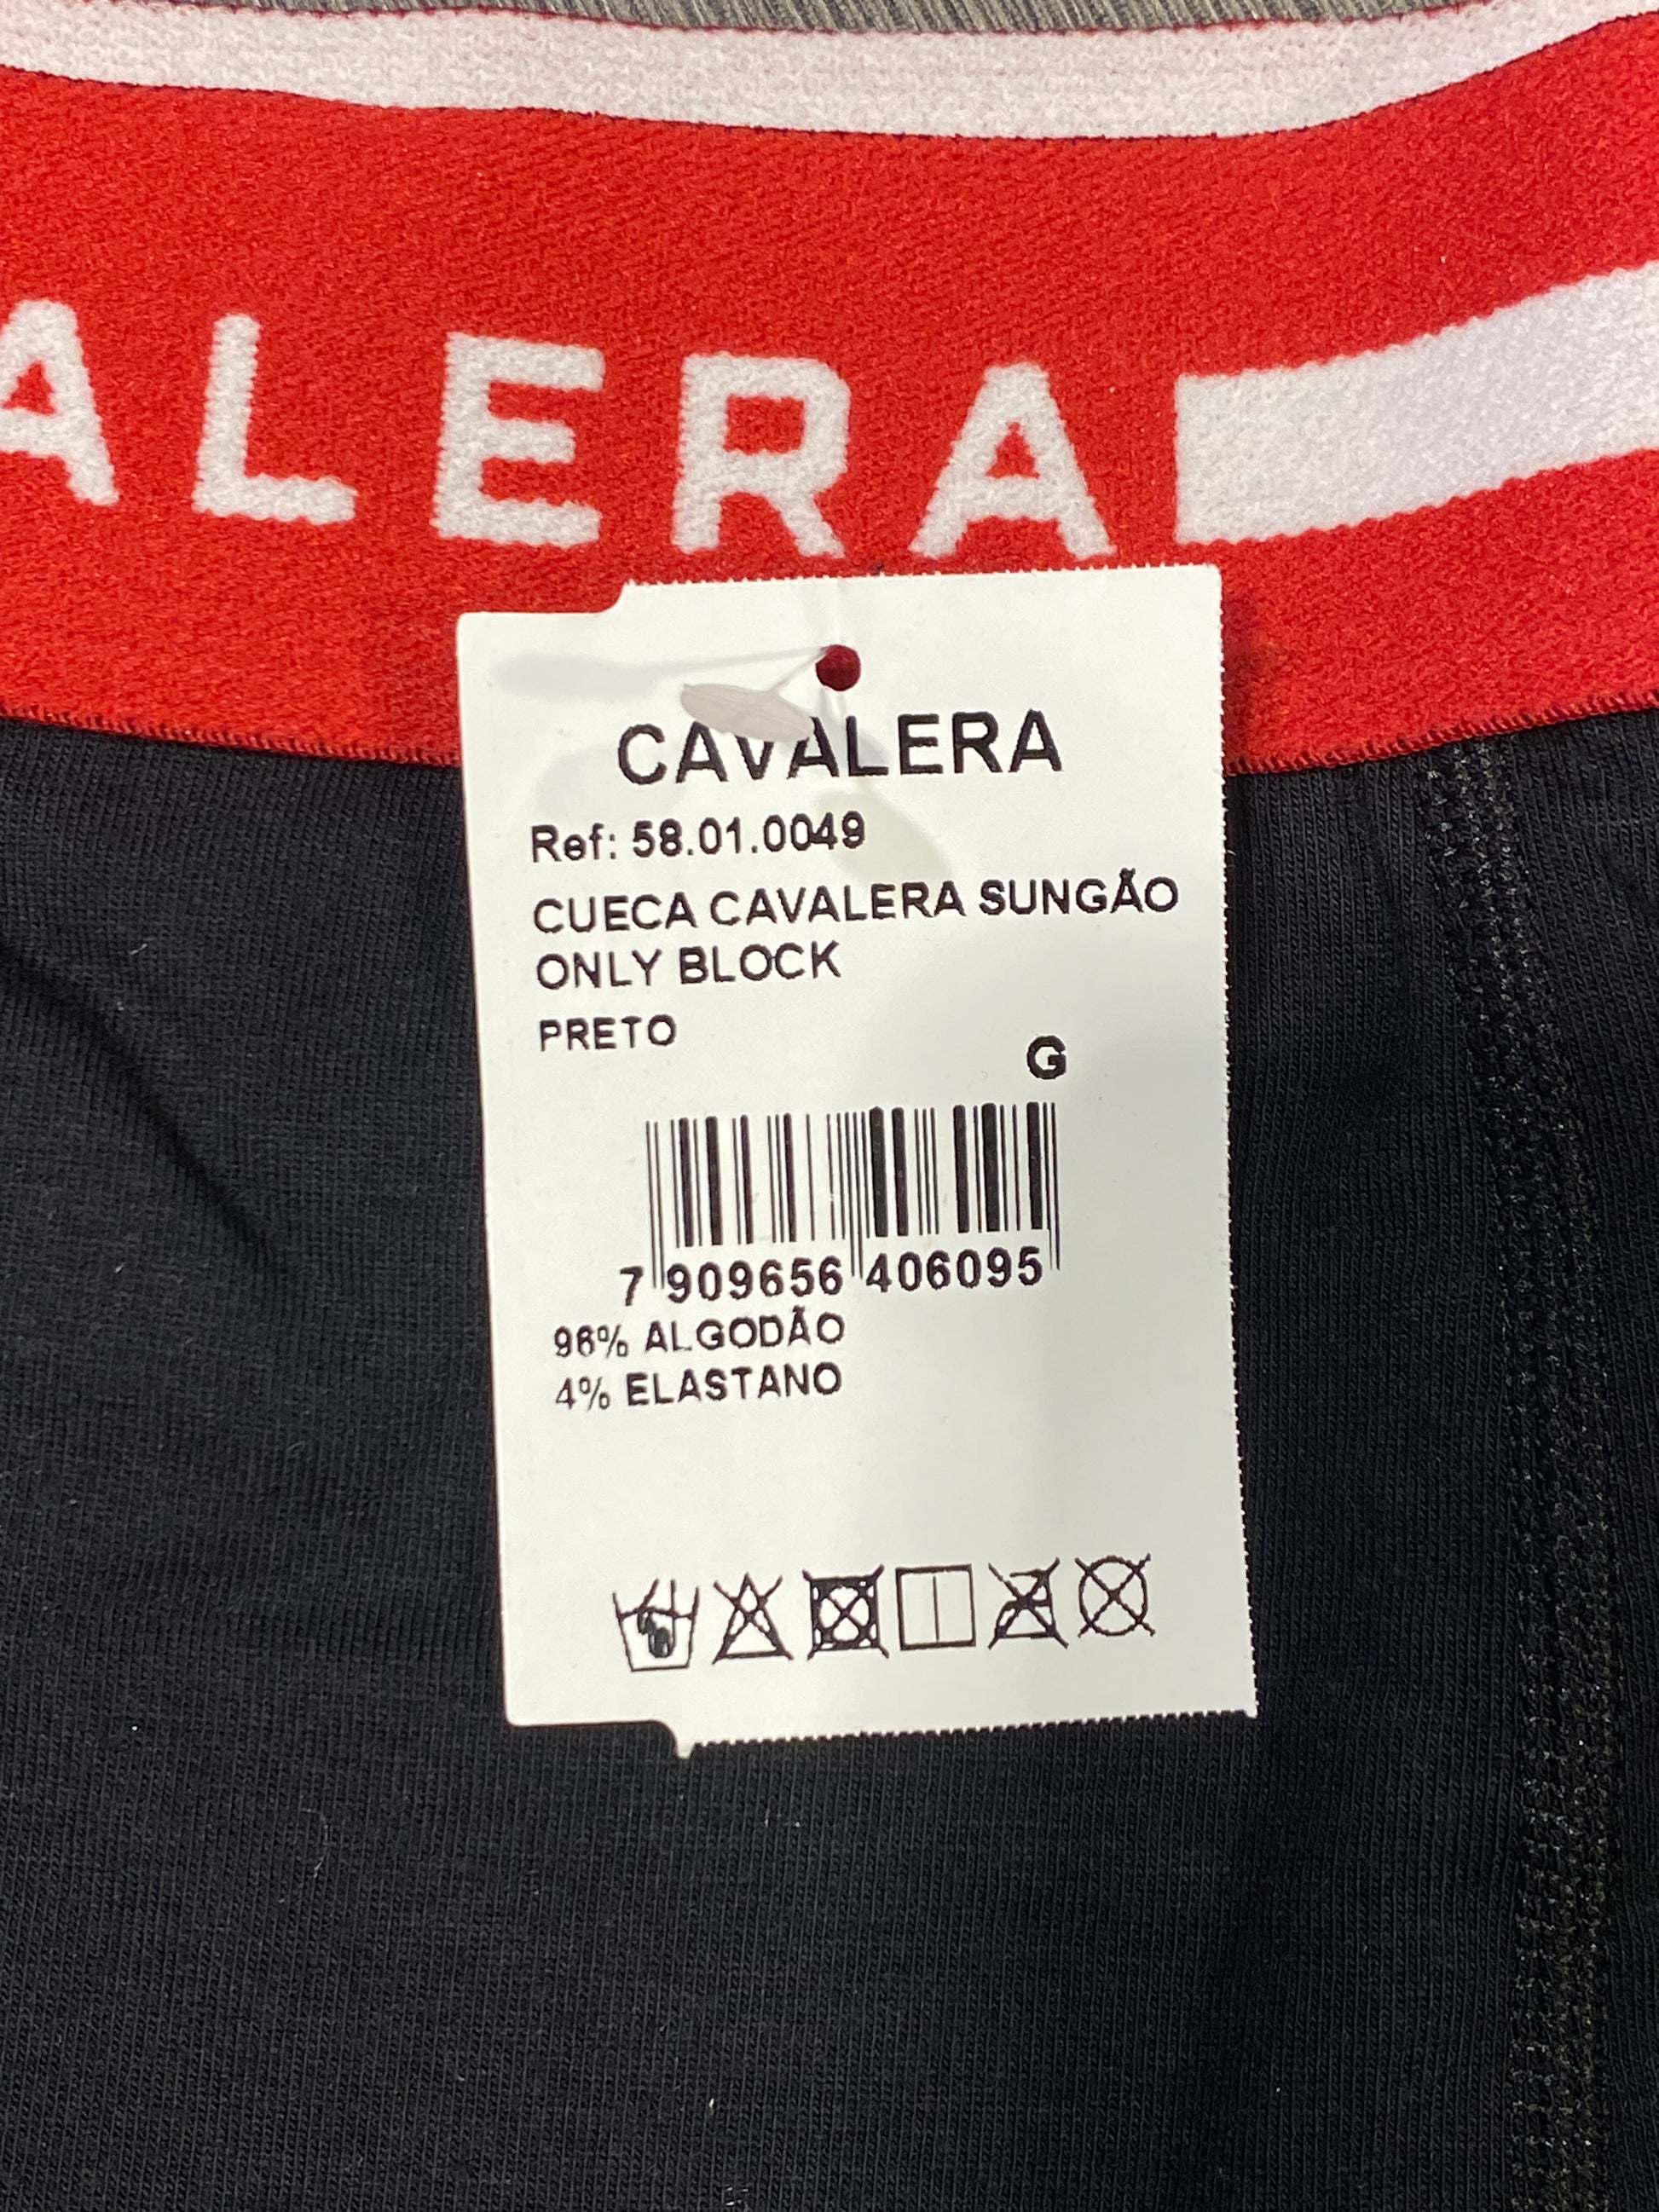 ALERA
CAVALERA
Ref: 58.01.0049
CUECA CAVALERA SUNGÃO
ONLY BLOCK
PRETO
G
7 909656 406095
96% ALGODÃO
4% ELASTANO